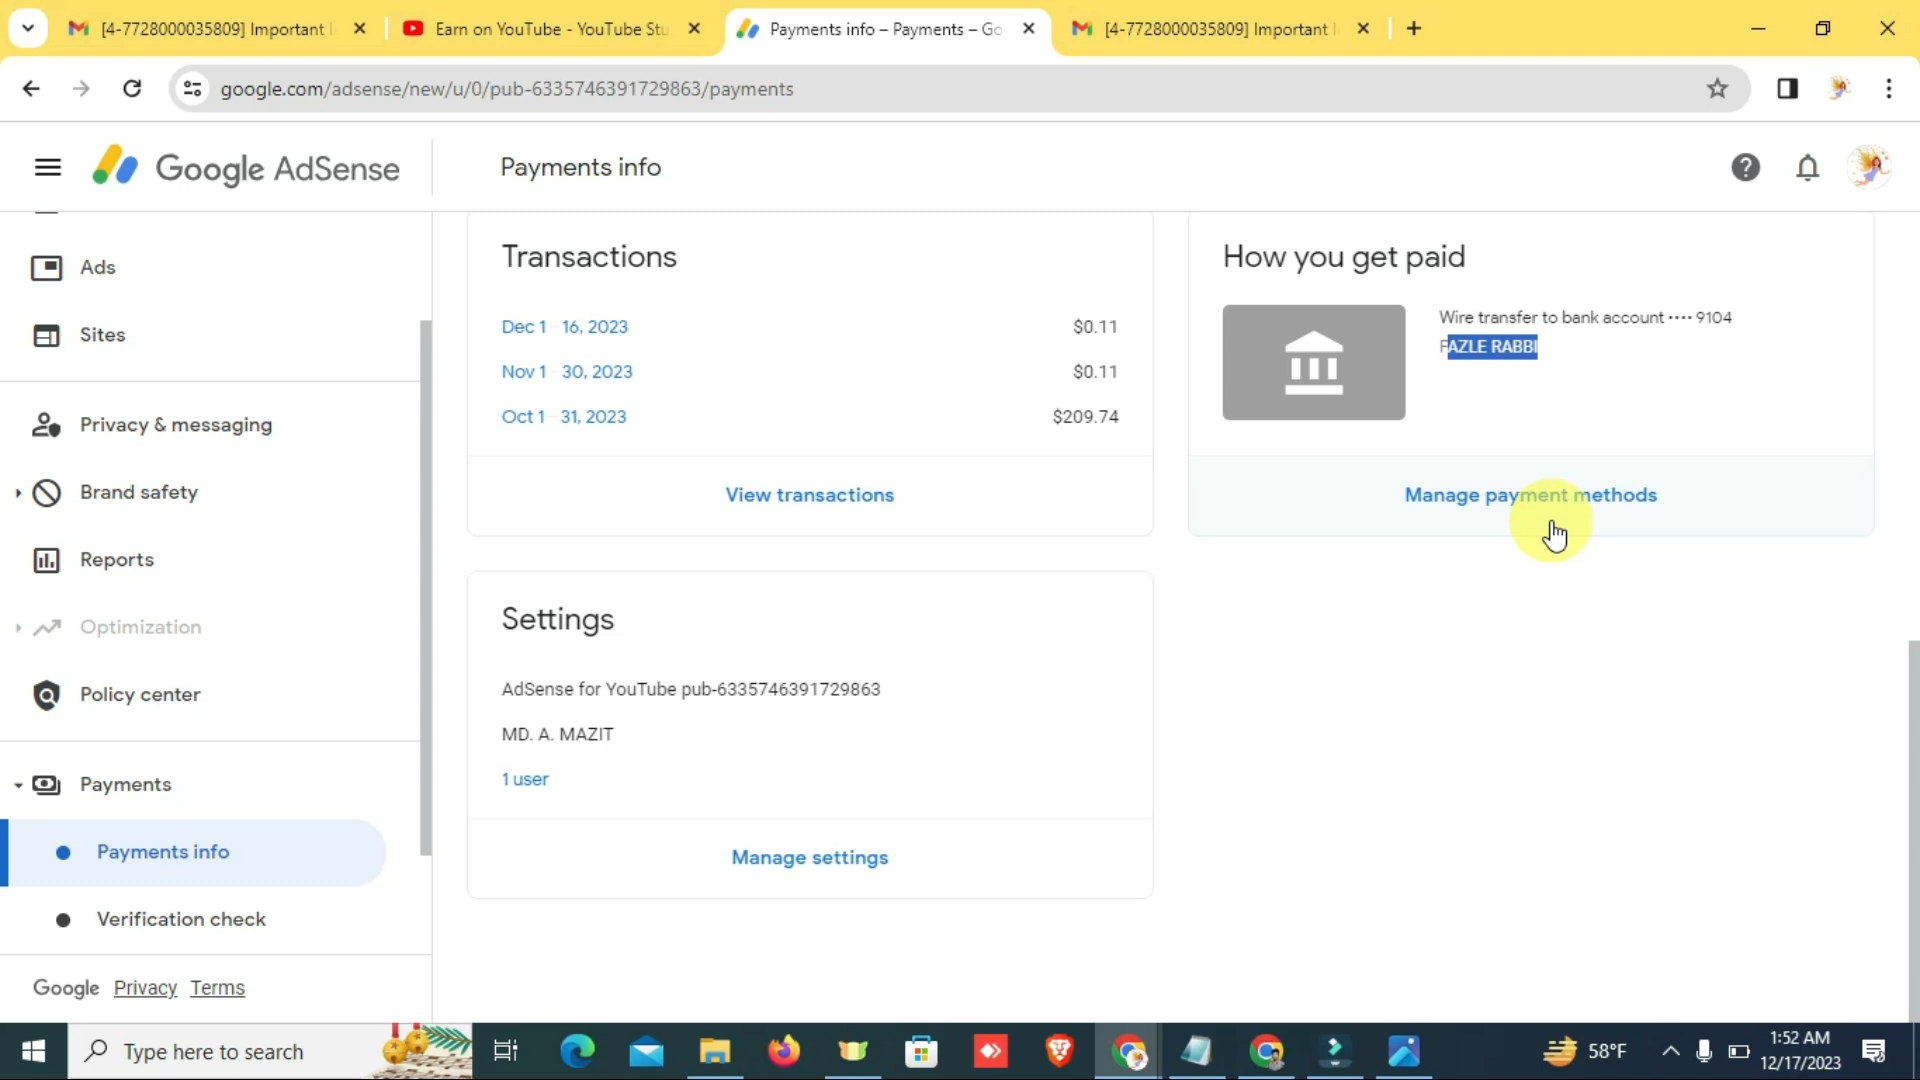 [4-7728000035809] Important
Earn on YouTube - YouTube Stu
Payments info – Payments – Go
[4-7728000035809] Important
google.com/adsense/new/u/0/pub-6335746391729863/payments
Google AdSense
Payments info
Ads
Sites
Privacy & messaging
Brand safety
Reports
Optimization
Policy center
Payments
Payments info
Verification check
Google Privacy Terms
Transactions
Dec 1 – 16, 2023 $0.11
Nov 1 – 30, 2023 $0.11
Oct 1 – 31, 2023 $209.74
View transactions
How you get paid
Wire transfer to bank account •••• 9104
FAZLE RABBI
Manage payment methods
Settings
AdSense for YouTube pub-6335746391729863
MD. A. MAZIT
1 user
Manage settings
Type here to search
58°F
1:52 AM
12/17/2023